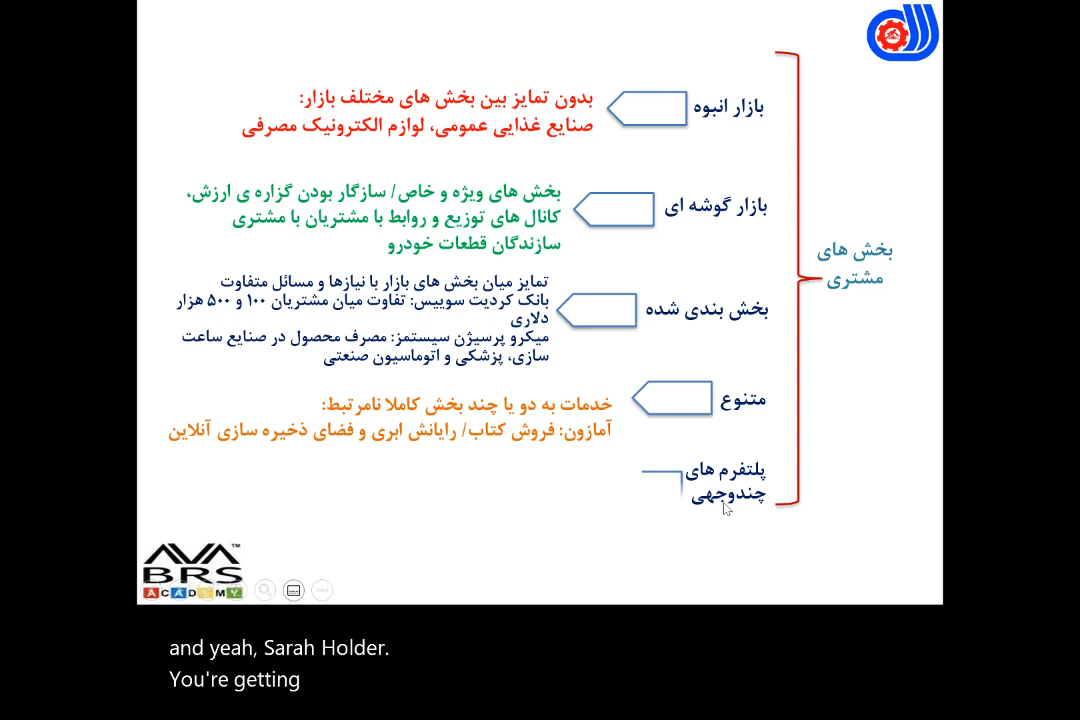 بخش های
مشتری
بازار انبوه
بدون تمایز بین بخش های مختلف بازار:
صنایع غذایی عمومی، لوازم الکترونیک مصرفی
بازار گوشه ای
بخش های ویژه و خاص/ سازگار بودن گزاره ی ارزش،
کانال های توزیع و روابط با مشتریان با مشتری
سازندگان قطعات خودرو
بخش بندی شده
تمایز میان بخش های بازار با نیازها و مسائل متفاوت
بانک کردیت سوییس: تفاوت میان مشتریان ۱۰۰ و ۵۰۰ هزار
دلاری
میکرو پرسیژن سیستمز: مصرف محصول در صنایع ساعت
سازی، پزشکی و اتوماسیون صنعتی
متنوع
خدمات به دو یا چند بخش کاملا نامرتبط:
آمازون: فروش کتاب/ رایانش ابری و فضای ذخیره سازی آنلاین
پلتفرم های
چندوجهی
AVA™
BRS
ACADEMY
and yeah, Sarah Holder.
You're getting